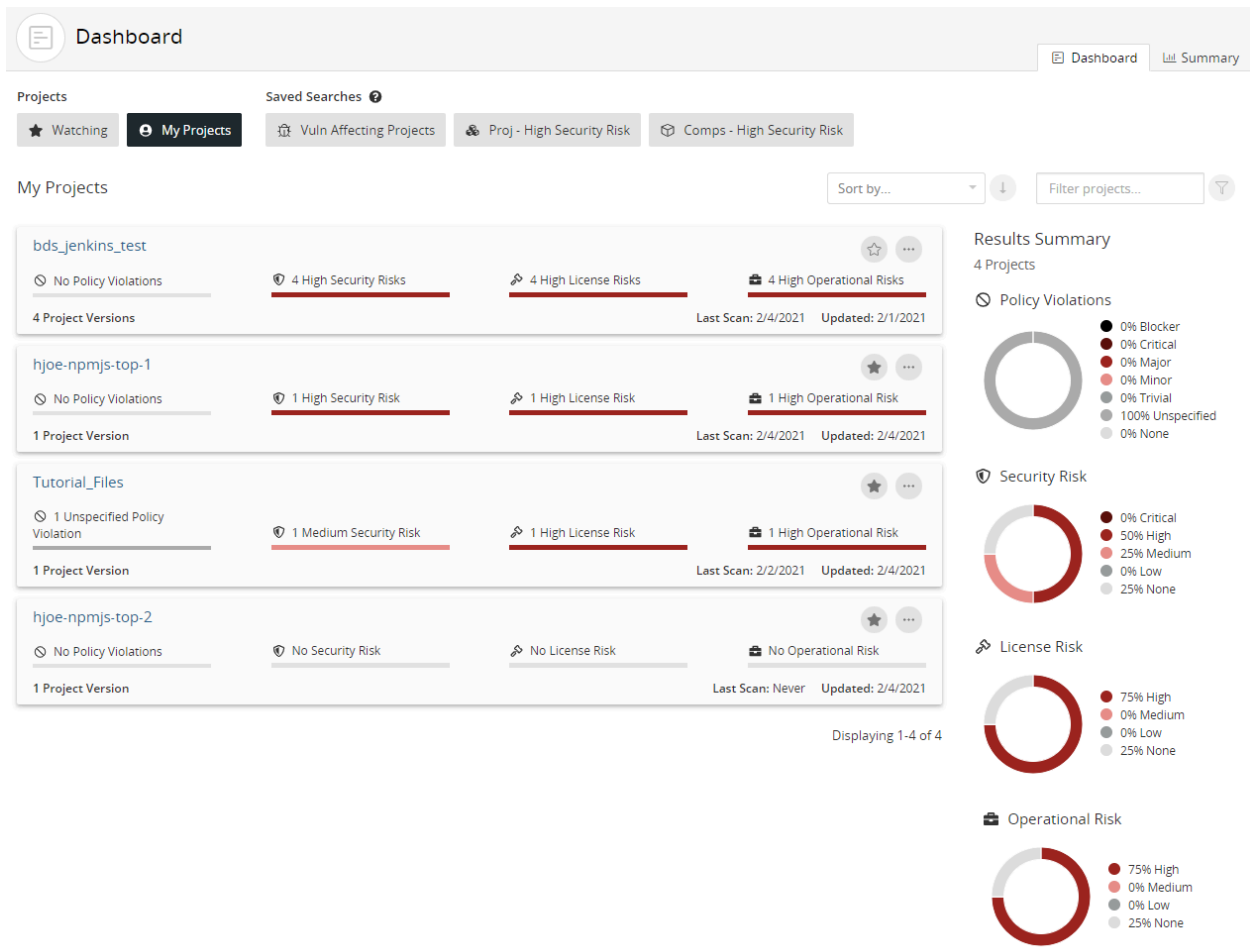 Dashboard
Dashboard
Summary
Projects
Saved Searches ?
Watching
My Projects
Vuln Affecting Projects
Proj - High Security Risk
Comps - High Security Risk
My Projects
Sort by...
Filter projects...
bds_jenkins_test
No Policy Violations
4 High Security Risks
4 High License Risks
4 High Operational Risks
4 Project Versions
Last Scan: 2/4/2021
Updated: 2/1/2021
hjoe-npmjs-top-1
No Policy Violations
1 High Security Risk
1 High License Risk
1 High Operational Risk
1 Project Version
Last Scan: 2/4/2021
Updated: 2/4/2021
Tutorial_Files
1 Unspecified Policy
Violation
1 Medium Security Risk
1 High License Risk
1 High Operational Risk
1 Project Version
Last Scan: 2/2/2021
Updated: 2/4/2021
hjoe-npmjs-top-2
No Policy Violations
No Security Risk
No License Risk
No Operational Risk
1 Project Version
Last Scan: Never
Updated: 2/4/2021
Displaying 1-4 of 4
Results Summary
4 Projects
Policy Violations
0% Blocker
0% Critical
0% Major
0% Minor
0% Trivial
100% Unspecified
0% None
Security Risk
0% Critical
50% High
25% Medium
0% Low
25% None
License Risk
75% High
0% Medium
0% Low
25% None
Operational Risk
75% High
0% Medium
0% Low
25% None